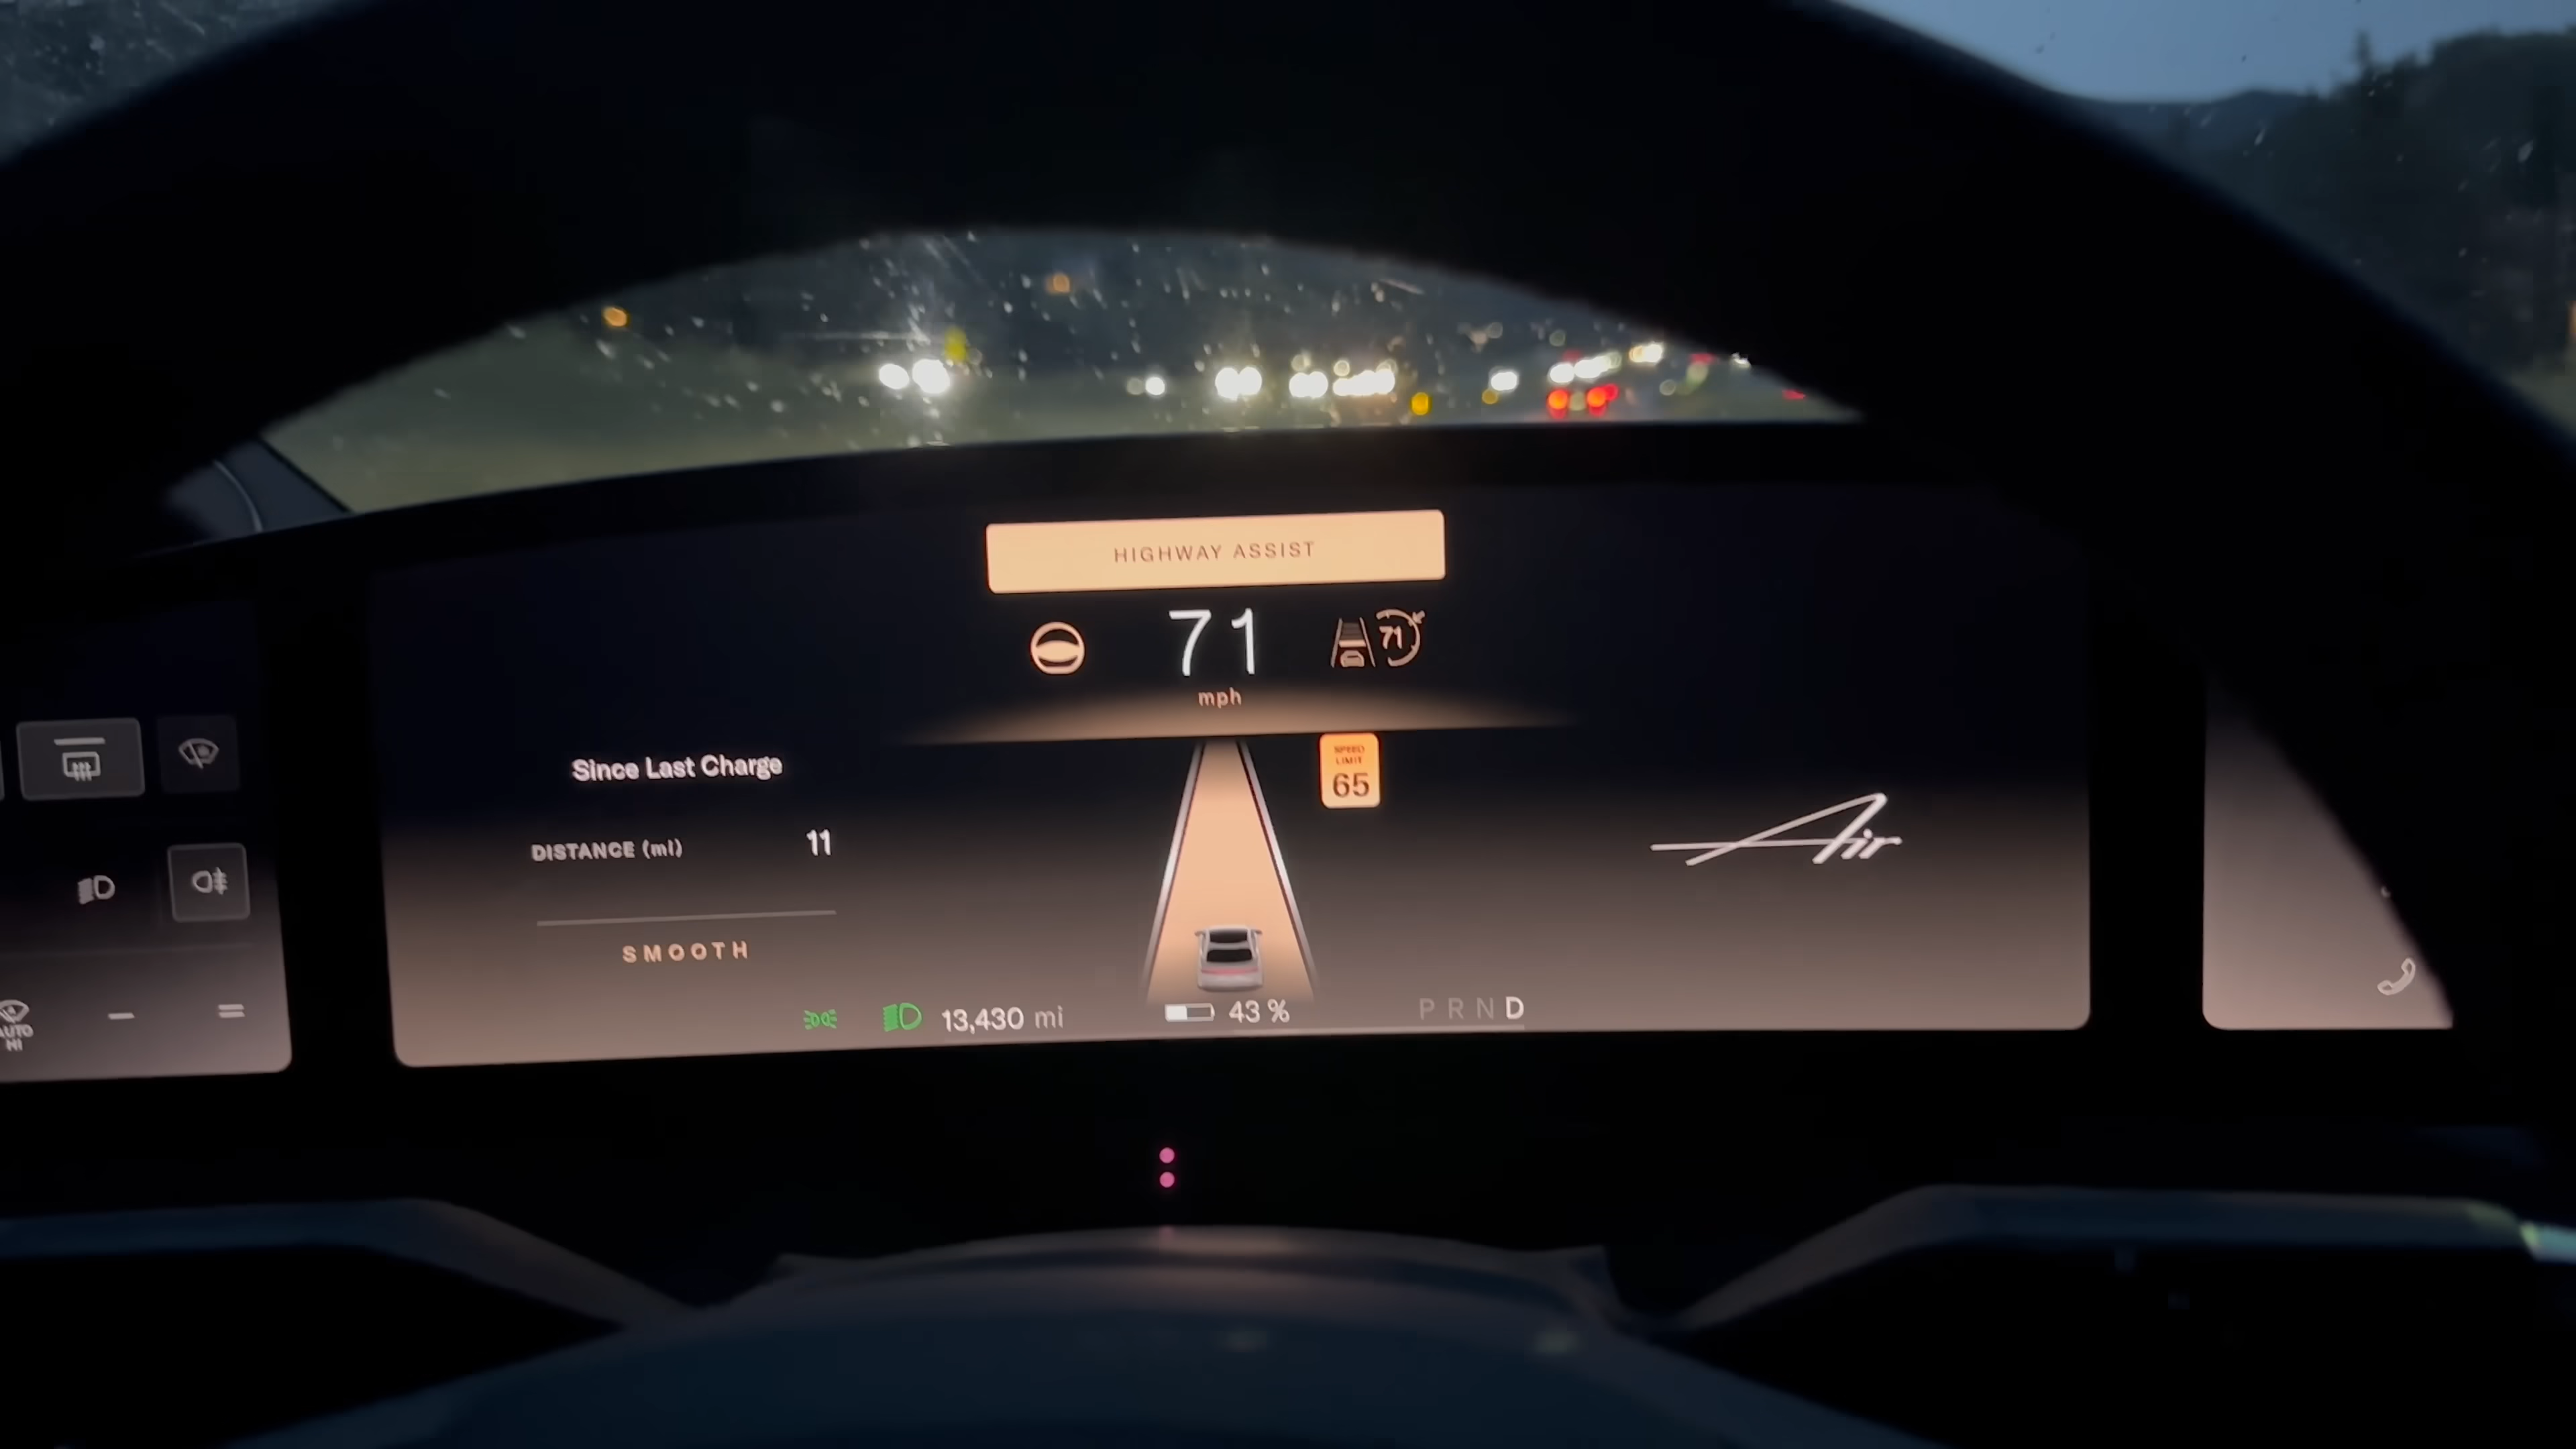 HIGHWAY ASSIST
71
71
mph
SPEED
LIMIT
65
Since Last Charge
DISTANCE (mi) 11
Air
SMOOTH
AUTO
HI
13,430 mi
43 %
P R N D